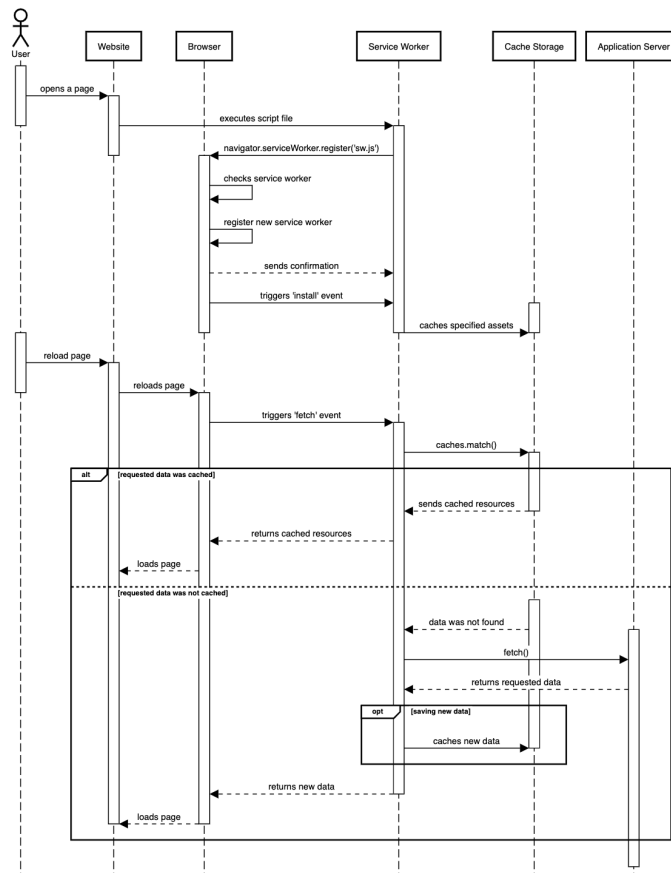 User
Website
Browser
Service Worker
Cache Storage
Application Server
opens a page
executes script file
navigator.serviceWorker.register('sw.js')
checks service worker
register new service worker
sends confirmation
triggers 'install' event
caches specified assets
reload page
reloads page
triggers 'fetch' event
caches.match()
alt
[requested data was cached]
sends cached resources
returns cached resources
loads page
[requested data was not cached]
data was not found
fetch()
returns requested data
opt
[saving new data]
caches new data
returns new data
loads page